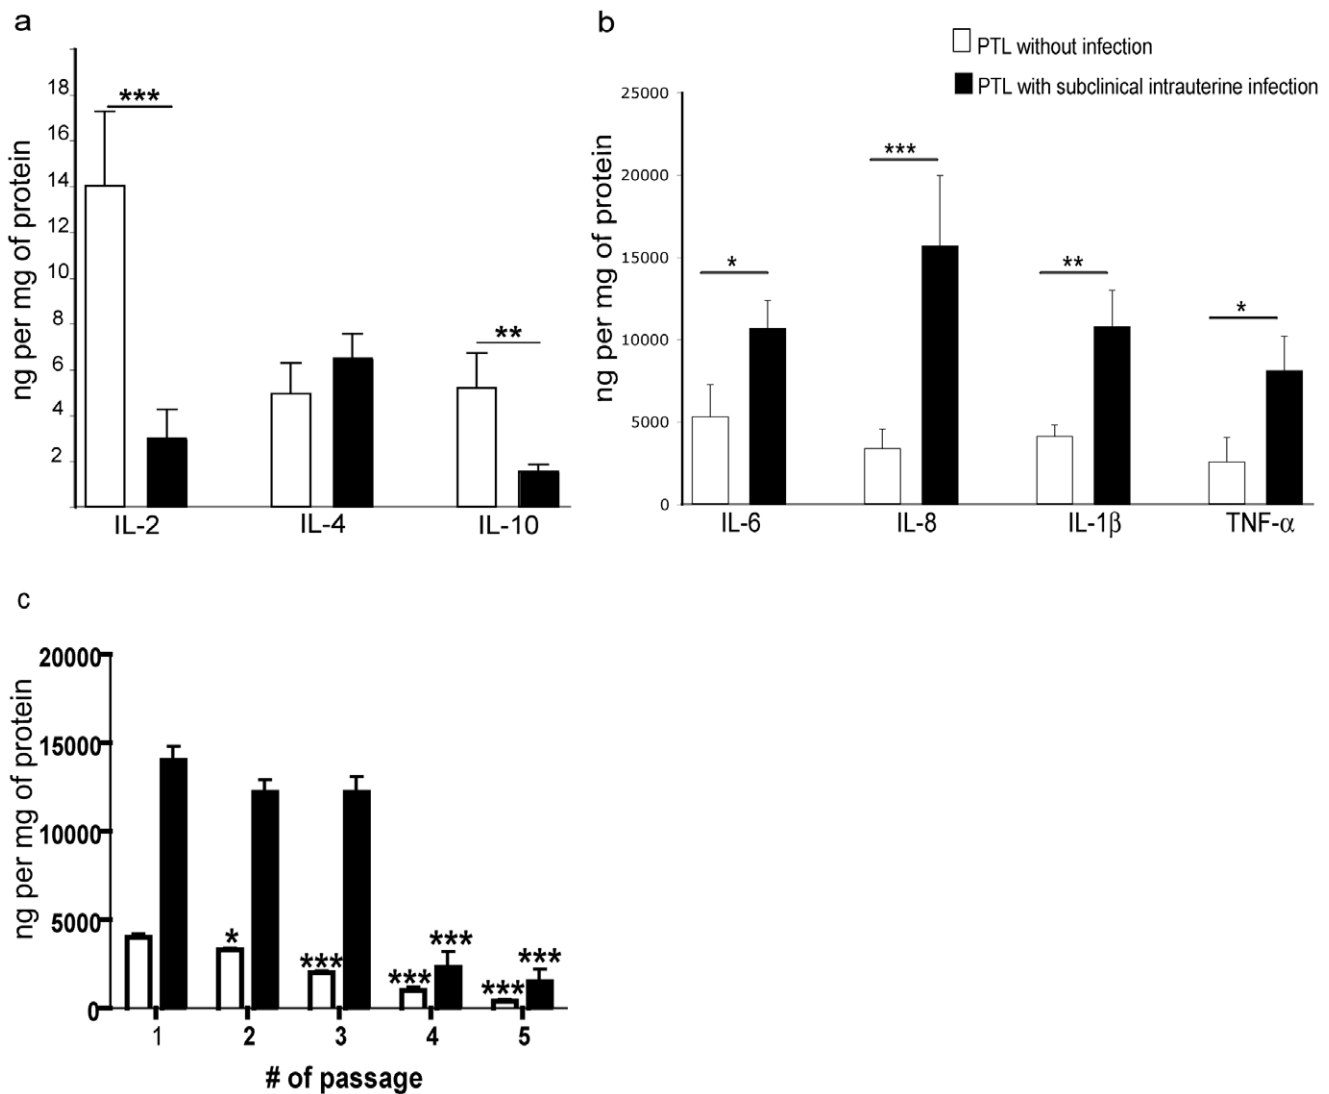 a
ng per mg of protein
18
16
14
12
10
8
6
4
2
***
**
IL-2
IL-4
IL-10
b
PTL without infection
PTL with subclinical intrauterine infection
ng per mg of protein
25000
20000
15000
10000
5000
0
*
***
**
*
IL-6
IL-8
IL-1β
TNF-α
c
ng per mg of protein
20000
15000
10000
5000
0
*
***
***
***
***
***
1
2
3
4
5
# of passage